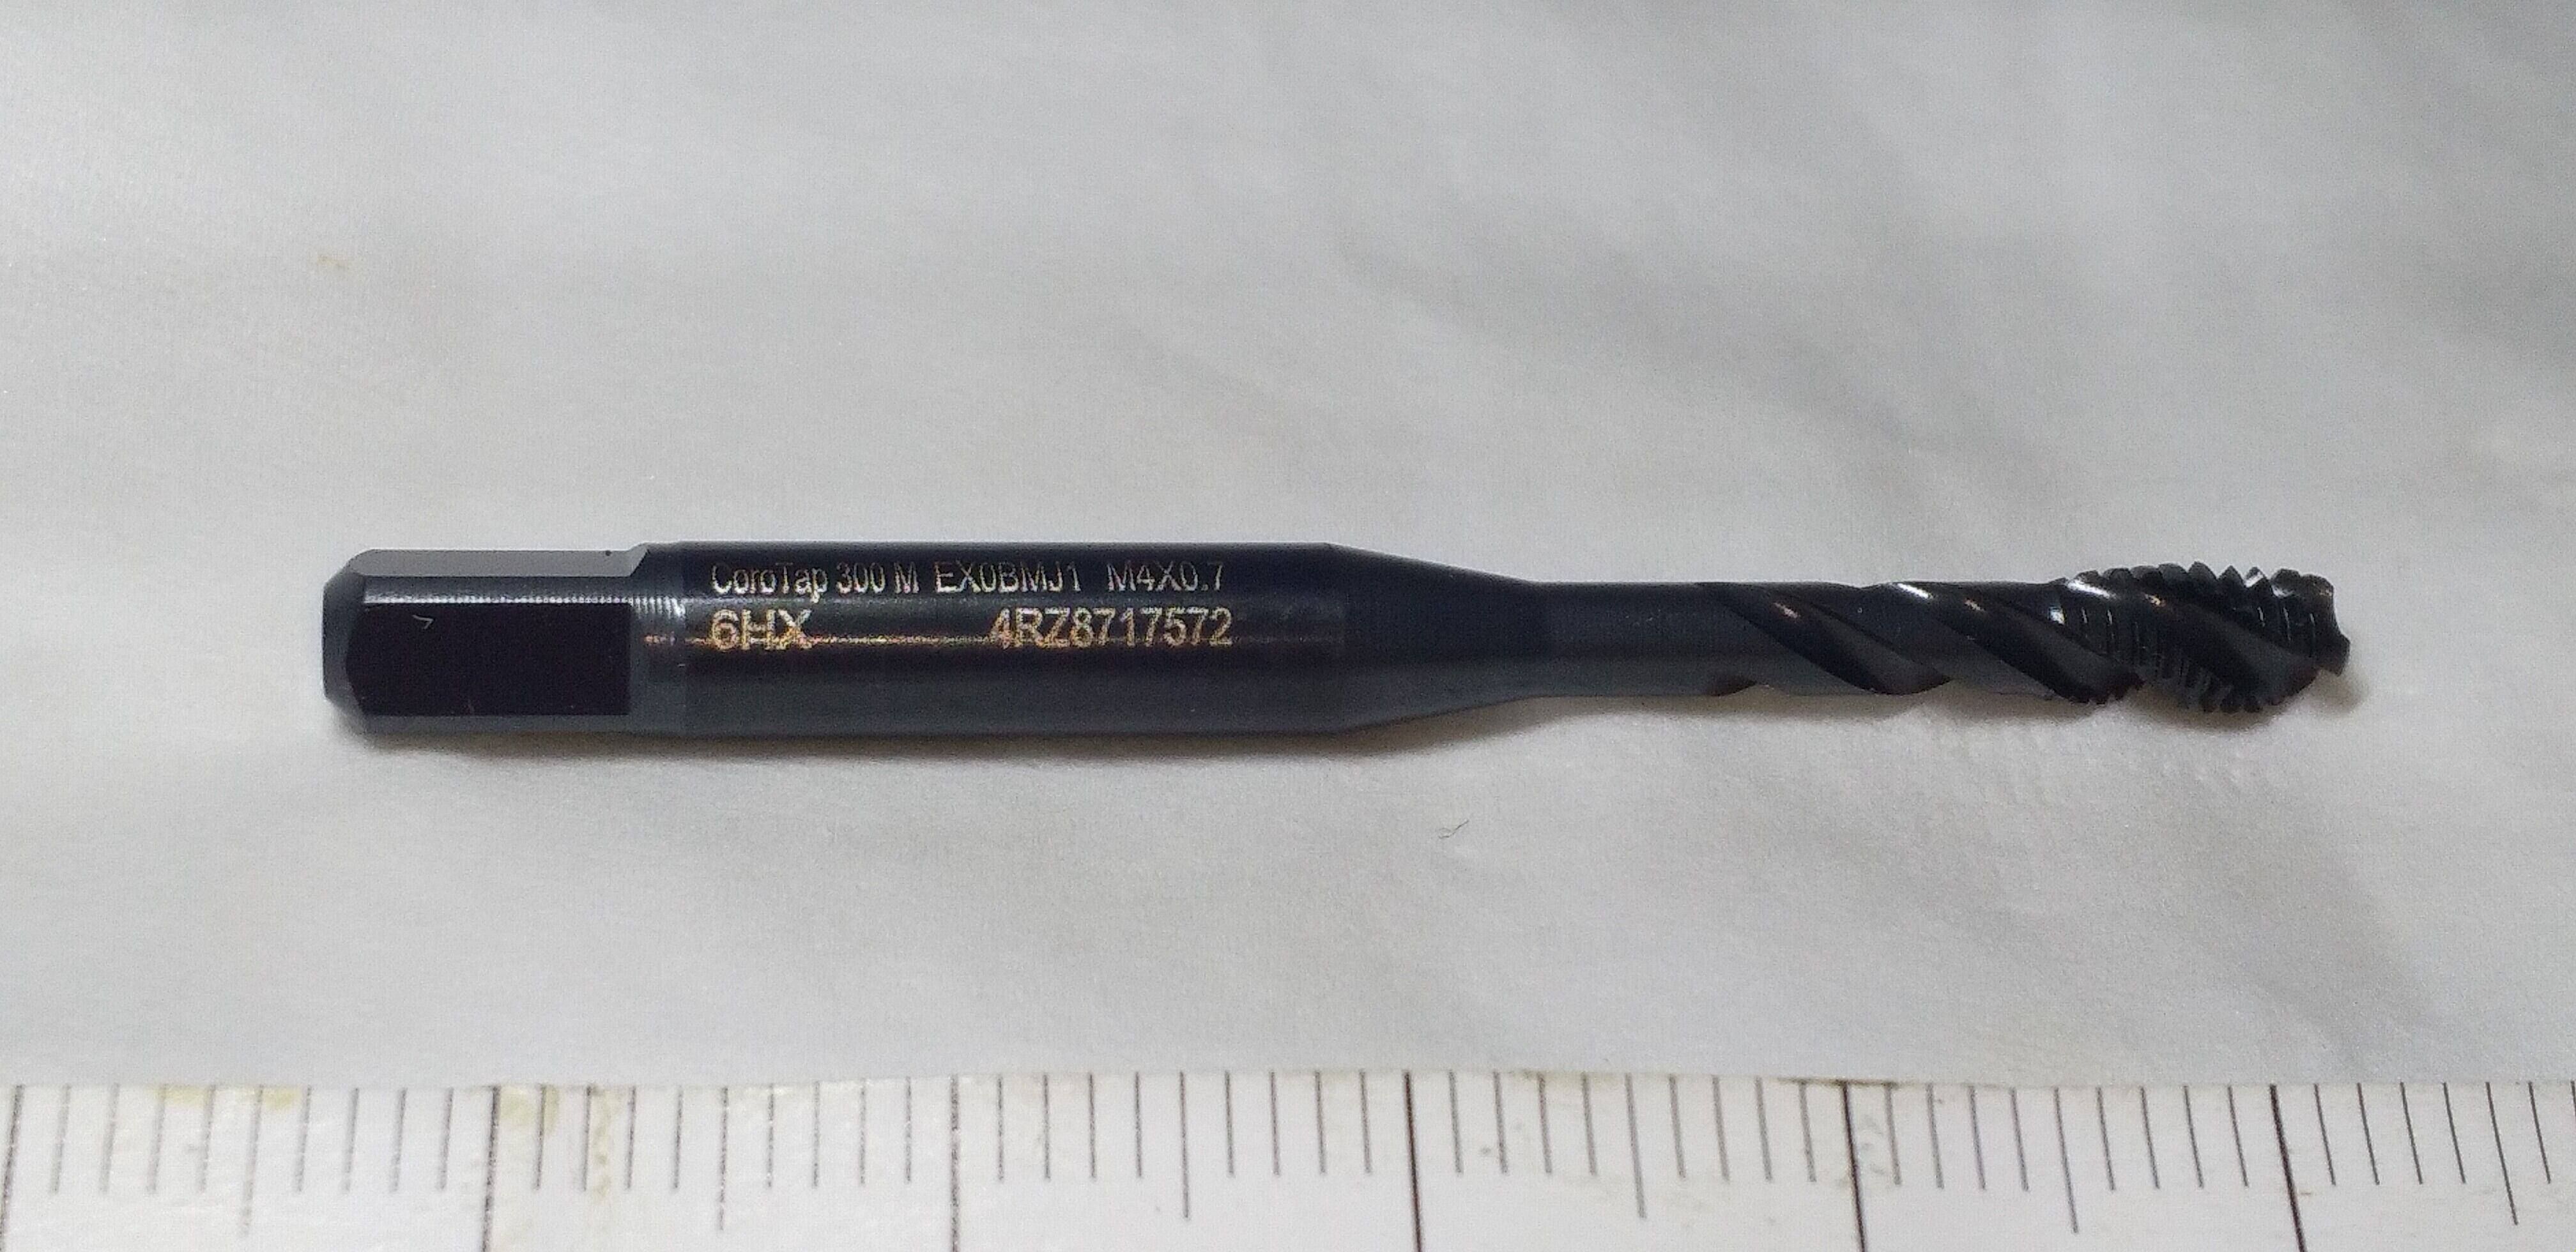 CoroTap 300 M EX0BMJ1 M4X0.7
6HX 4RZ8717572